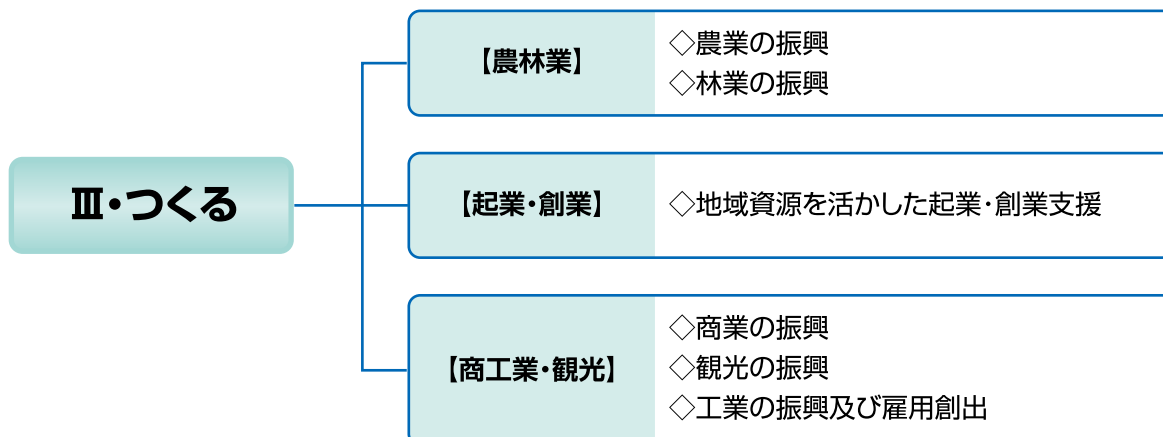 Ⅲ・つくる
【農林業】
◇農業の振興
◇林業の振興
【起業・創業】
◇地域資源を活かした起業・創業支援
【商工業・観光】
◇商業の振興
◇観光の振興
◇工業の振興及び雇用創出